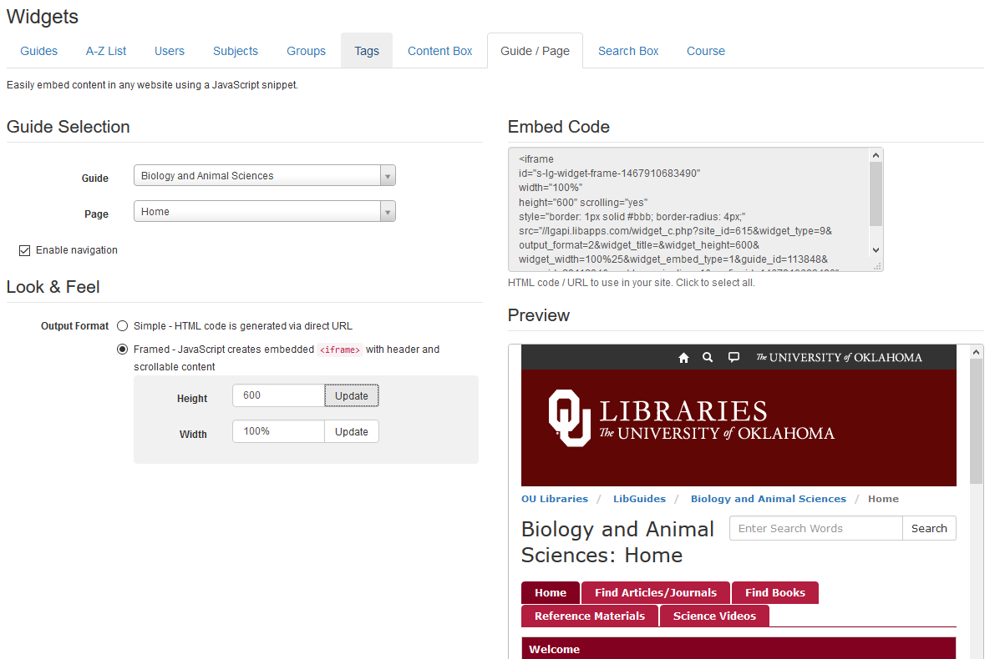 Widgets
Guides A-Z List Users Subjects Groups Tags Content Box Guide / Page Search Box Course
Easily embed content in any website using a JavaScript snippet.
Guide Selection
Guide Biology and Animal Sciences
Page Home
Enable navigation
Look & Feel
Output Format Simple - HTML code is generated via direct URL
Framed - JavaScript creates embedded <iframe> with header and
scrollable content
Height 600 Update
Width 100% Update
Embed Code
<iframe
id="s-lg-widget-frame-1467910683490"
width="100%"
height="600" scrolling="yes"
style="border: 1px solid #bbb; border-radius: 4px;"
src="//lgapi.libapps.com/widget_c.php?site_id=615&widget_type=9&
output_format=2&widget_title=&widget_height=600&
widget_width=100%25&widget_embed_type=1&guide_id=113848&
HTML code / URL to use in your site. Click to select all.
Preview
The UNIVERSITY of OKLAHOMA
OU LIBRARIES
The UNIVERSITY of OKLAHOMA
OU Libraries / LibGuides / Biology and Animal Sciences / Home
Biology and Animal
Sciences: Home
Enter Search Words Search
Home Find Articles/Journals Find Books
Reference Materials Science Videos
Welcome